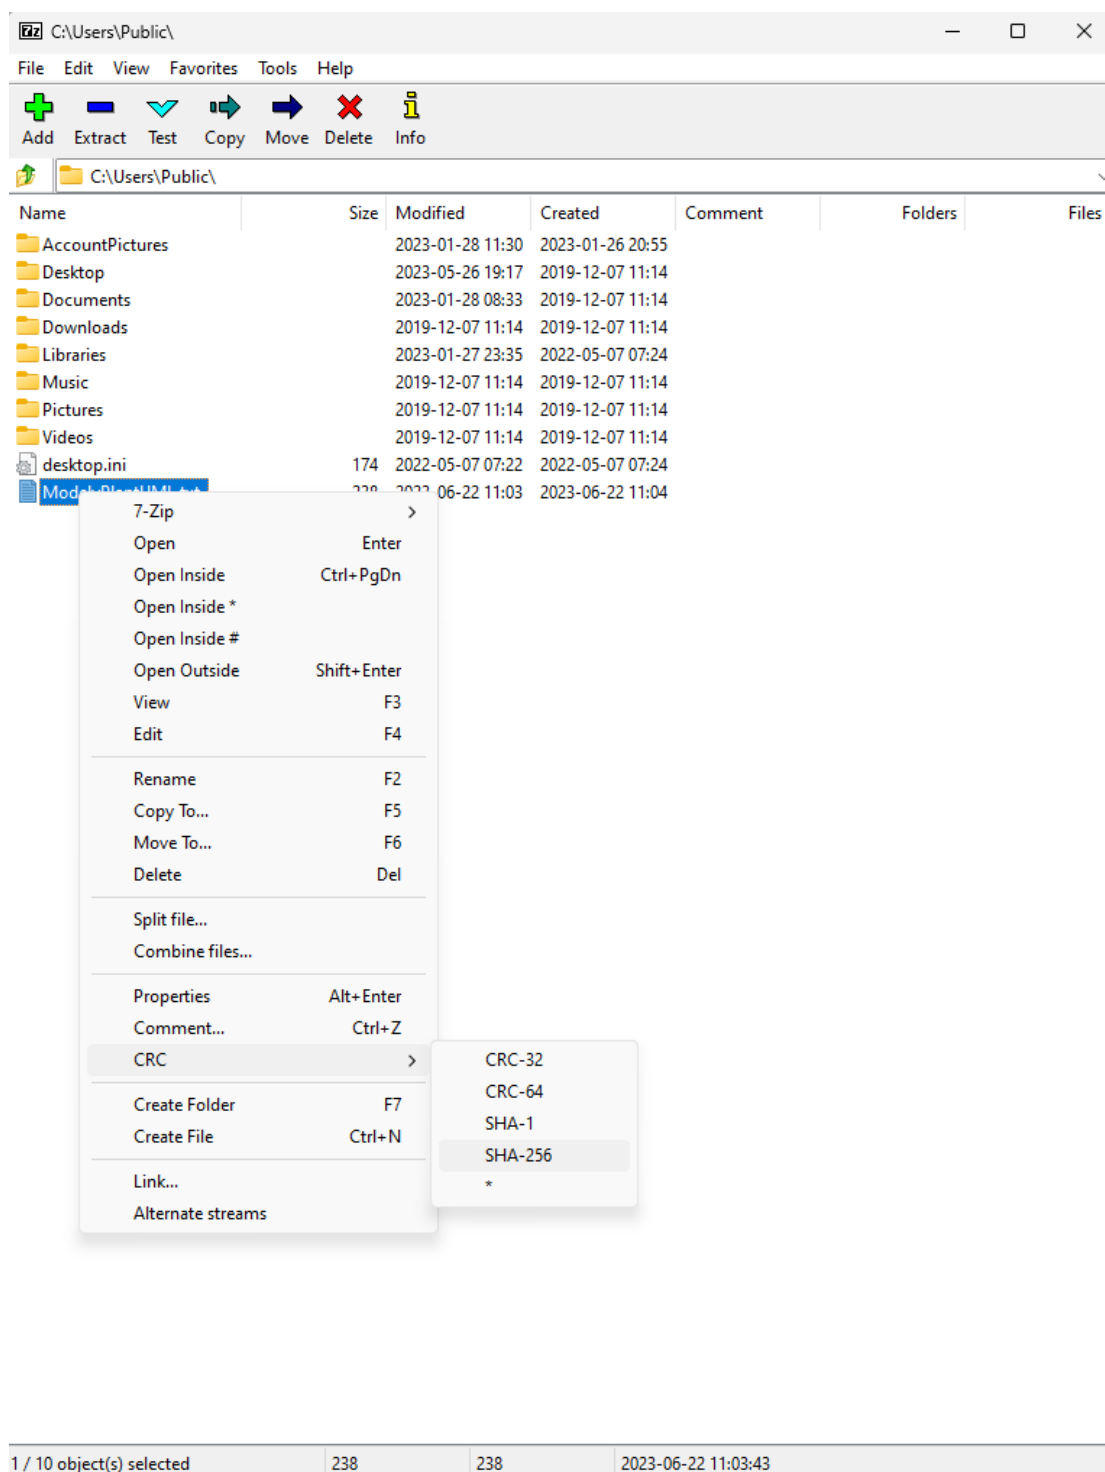 C:\Users\Public\
File Edit View Favorites Tools Help
Add Extract Test Copy Move Delete Info
C:\Users\Public\
Name Size Modified Created Comment Folders Files
AccountPictures 2023-01-28 11:30 2023-01-26 20:55
Desktop 2023-05-26 19:17 2019-12-07 11:14
Documents 2023-01-28 08:33 2019-12-07 11:14
Downloads 2019-12-07 11:14 2019-12-07 11:14
Libraries 2023-01-27 23:35 2022-05-07 07:24
Music 2019-12-07 11:14 2019-12-07 11:14
Pictures 2019-12-07 11:14 2019-12-07 11:14
Videos 2019-12-07 11:14 2019-12-07 11:14
desktop.ini 174 2022-05-07 07:22 2022-05-07 07:24
238 2023-06-22 11:03 2023-06-22 11:04
7-Zip
Open Enter
Open Inside Ctrl+PgDn
Open Inside *
Open Inside #
Open Outside Shift+Enter
View F3
Edit F4
Rename F2
Copy To... F5
Move To... F6
Delete Del
Split file...
Combine files...
Properties Alt+Enter
Comment... Ctrl+Z
CRC
Create Folder F7
Create File Ctrl+N
Link...
Alternate streams
CRC-32
CRC-64
SHA-1
SHA-256
*
1 / 10 object(s) selected 238 238 2023-06-22 11:03:43